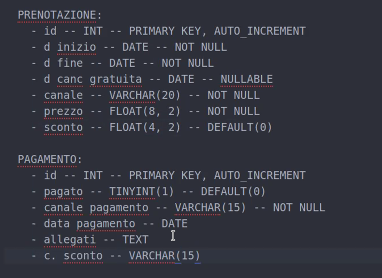 PRENOTAZIONE:
- id -- INT -- PRIMARY KEY, AUTO_INCREMENT
- d inizio -- DATE -- NOT NULL
- d fine -- DATE -- NOT NULL
- d canc gratuita -- DATE -- NULLABLE
- canale -- VARCHAR(20) -- NOT NULL
- prezzo -- FLOAT(8, 2) -- NOT NULL
- sconto -- FLOAT(4, 2) -- DEFAULT(0)
PAGAMENTO:
- id -- INT -- PRIMARY KEY, AUTO_INCREMENT
- pagato -- TINYINT(1) -- DEFAULT(0)
- canale pagamento -- VARCHAR(15) -- NOT NULL
- data pagamento -- DATE
- allegati -- TEXT
- c. sconto -- VARCHAR(15)